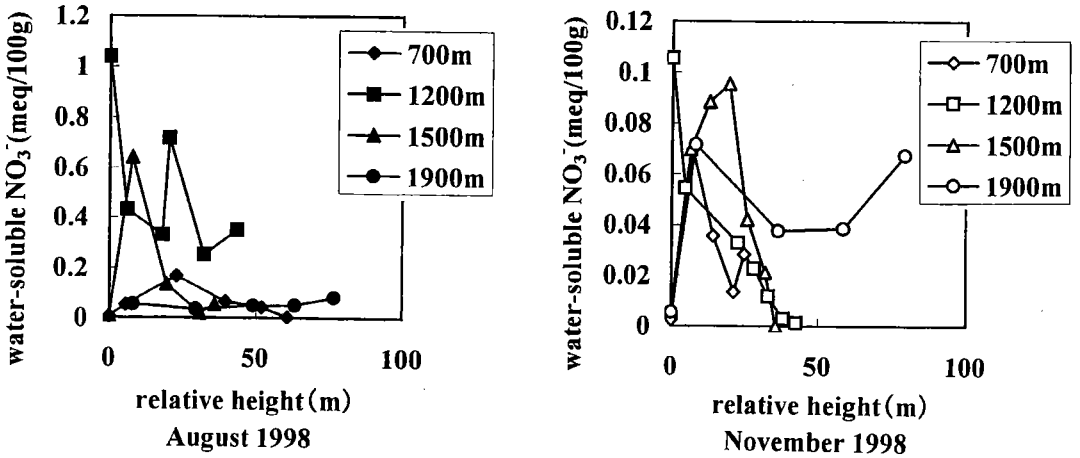 water-soluble NO₃⁻(meq/100g)
1.2
1
0.8
0.6
0.4
0.2
0
0
50
100
700m
1200m
1500m
1900m
relative height(m)
August 1998
water-soluble NO₃⁻(meq/100g)
0.12
0.1
0.08
0.06
0.04
0.02
0
0
50
100
700m
1200m
1500m
1900m
relative height(m)
November 1998